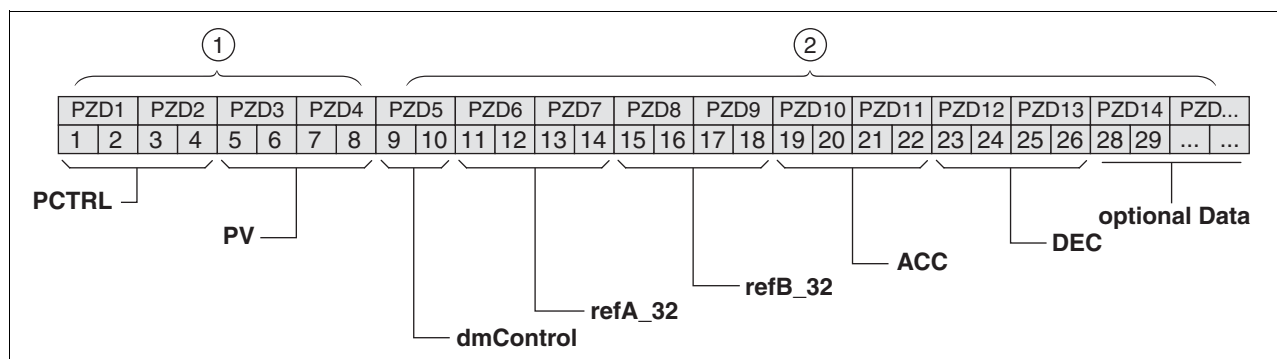 1 2
PZD1 PZD2 PZD3 PZD4 PZD5 PZD6 PZD7 PZD8 PZD9 PZD10 PZD11 PZD12 PZD13 PZD14 PZD...
1 2 3 4 5 6 7 8 9 10 11 12 13 14 15 16 17 18 19 20 21 22 23 24 25 26 28 29 ... ...
PCTRL
PV
dmControl
refA_32
refB_32
ACC
DEC
optional Data